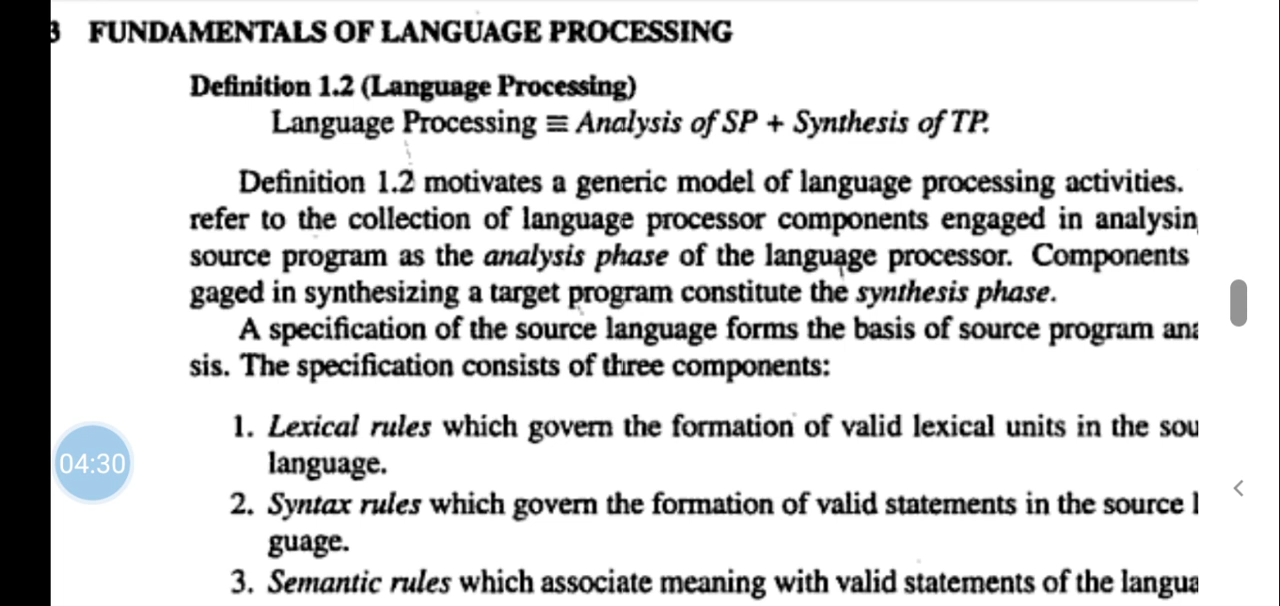 3 FUNDAMENTALS OF LANGUAGE PROCESSING
Definition 1.2 (Language Processing)
Language Processing ≡ Analysis of SP + Synthesis of TP.
Definition 1.2 motivates a generic model of language processing activities.
refer to the collection of language processor components engaged in analysin
source program as the analysis phase of the language processor. Components
gaged in synthesizing a target program constitute the synthesis phase.
A specification of the source language forms the basis of source program ana
sis. The specification consists of three components:
1. Lexical rules which govern the formation of valid lexical units in the sou
language.
04:30
2. Syntax rules which govern the formation of valid statements in the source l
guage.
3. Semantic rules which associate meaning with valid statements of the langua